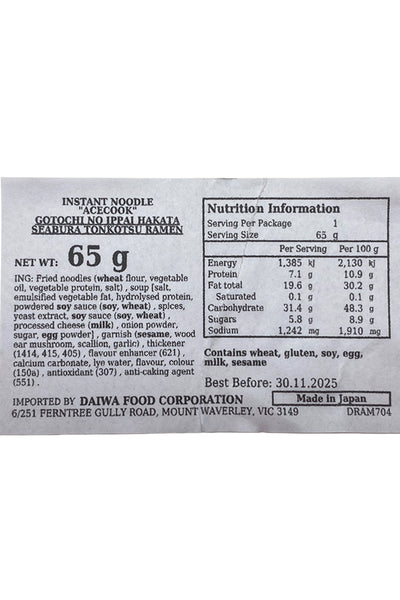 INSTANT NOODLE
"ACECOOK"
GOTOCHI NO IPPAI HAKATA
SEABURA TONKOTSU RAMEN
NET WT: 65 g
ING: Fried noodles (wheat flour, vegetable
oil, vegetable protein, salt) , soup [salt,
emulsified vegetable fat, hydrolysed protein,
powdered soy sauce (soy, wheat) , spices,
yeast extract, soy sauce (soy, wheat) ,
processed cheese (milk) , onion powder,
sugar, egg powder] , garnish (sesame, wood
ear mushroom, scallion, garlic) , thickener
(1414, 415, 405) , flavour enhancer (621) ,
calcium carbonate, lye water, flavour, colour
(150a) , antioxidant (307) , anti-caking agent
(551) .
Nutrition Information
Serving Per Package 1
Serving Size 65 g
Per Serving Per 100 g
Energy 1,385 kj 2,130 kj
Protein 7.1 g 10.9 g
Fat total 19.6 g 30.2 g
Saturated 0.1 g 0.1 g
Carbohydrate 31.4 g 48.3 g
Sugars 5.8 g 8.9 g
Sodium 1,242 mg 1,910 mg
Contains wheat, gluten, soy, egg,
milk, sesame
Best Before: 30.11.2025
IMPORTED BY DAIWA FOOD CORPORATION
Made in Japan
6/251 FERNTREE GULLY ROAD, MOUNT WAVERLEY, VIC 3149
DRAM704